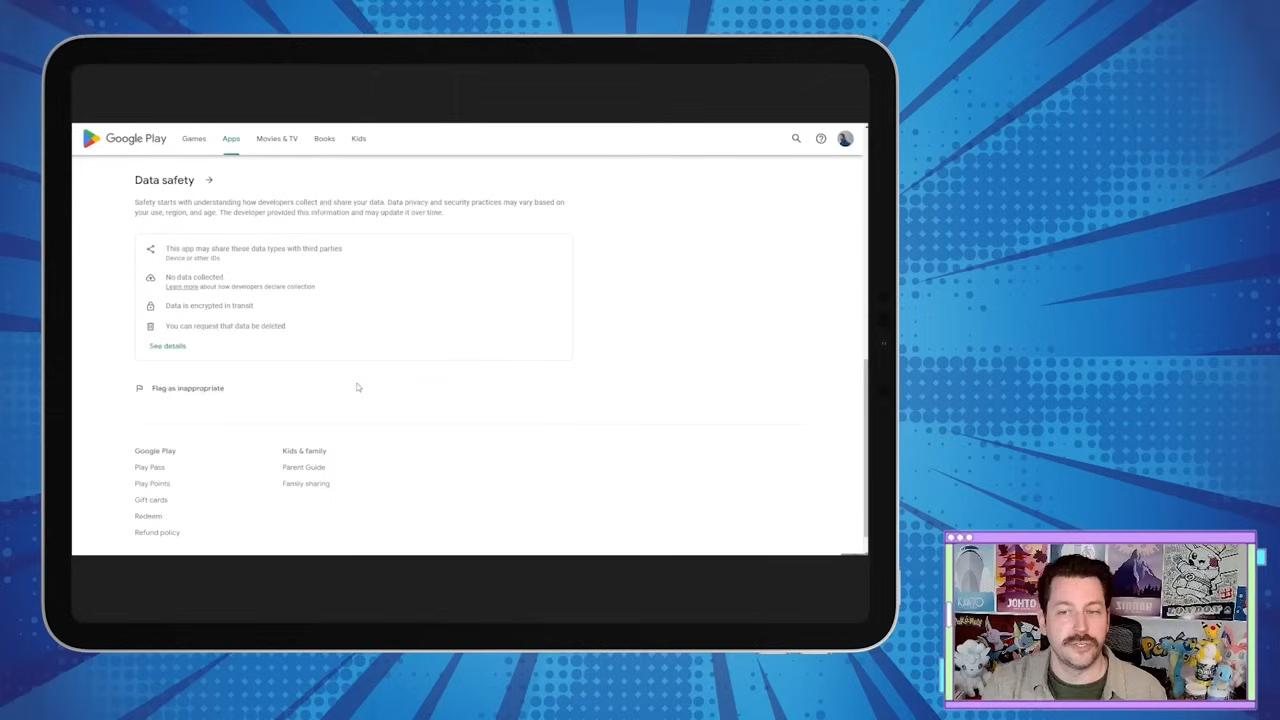 Google Play Games Apps Movies & TV Books Kids
Data safety
Safety starts with understanding how developers collect and share your data. Data privacy and security practices may vary based on
your use, region, and age. The developer provided this information and may update it over time.
This app may share these data types with third parties
Device or other IDs
No data collected
Learn more about how developers declare collection
Data is encrypted in transit
You can request that data be deleted
See details
Flag as inappropriate
Google Play
Play Pass
Play Points
Gift cards
Redeem
Refund policy
Kids & family
Parent Guide
Family sharing
KANTO
JOHTO
HOENN